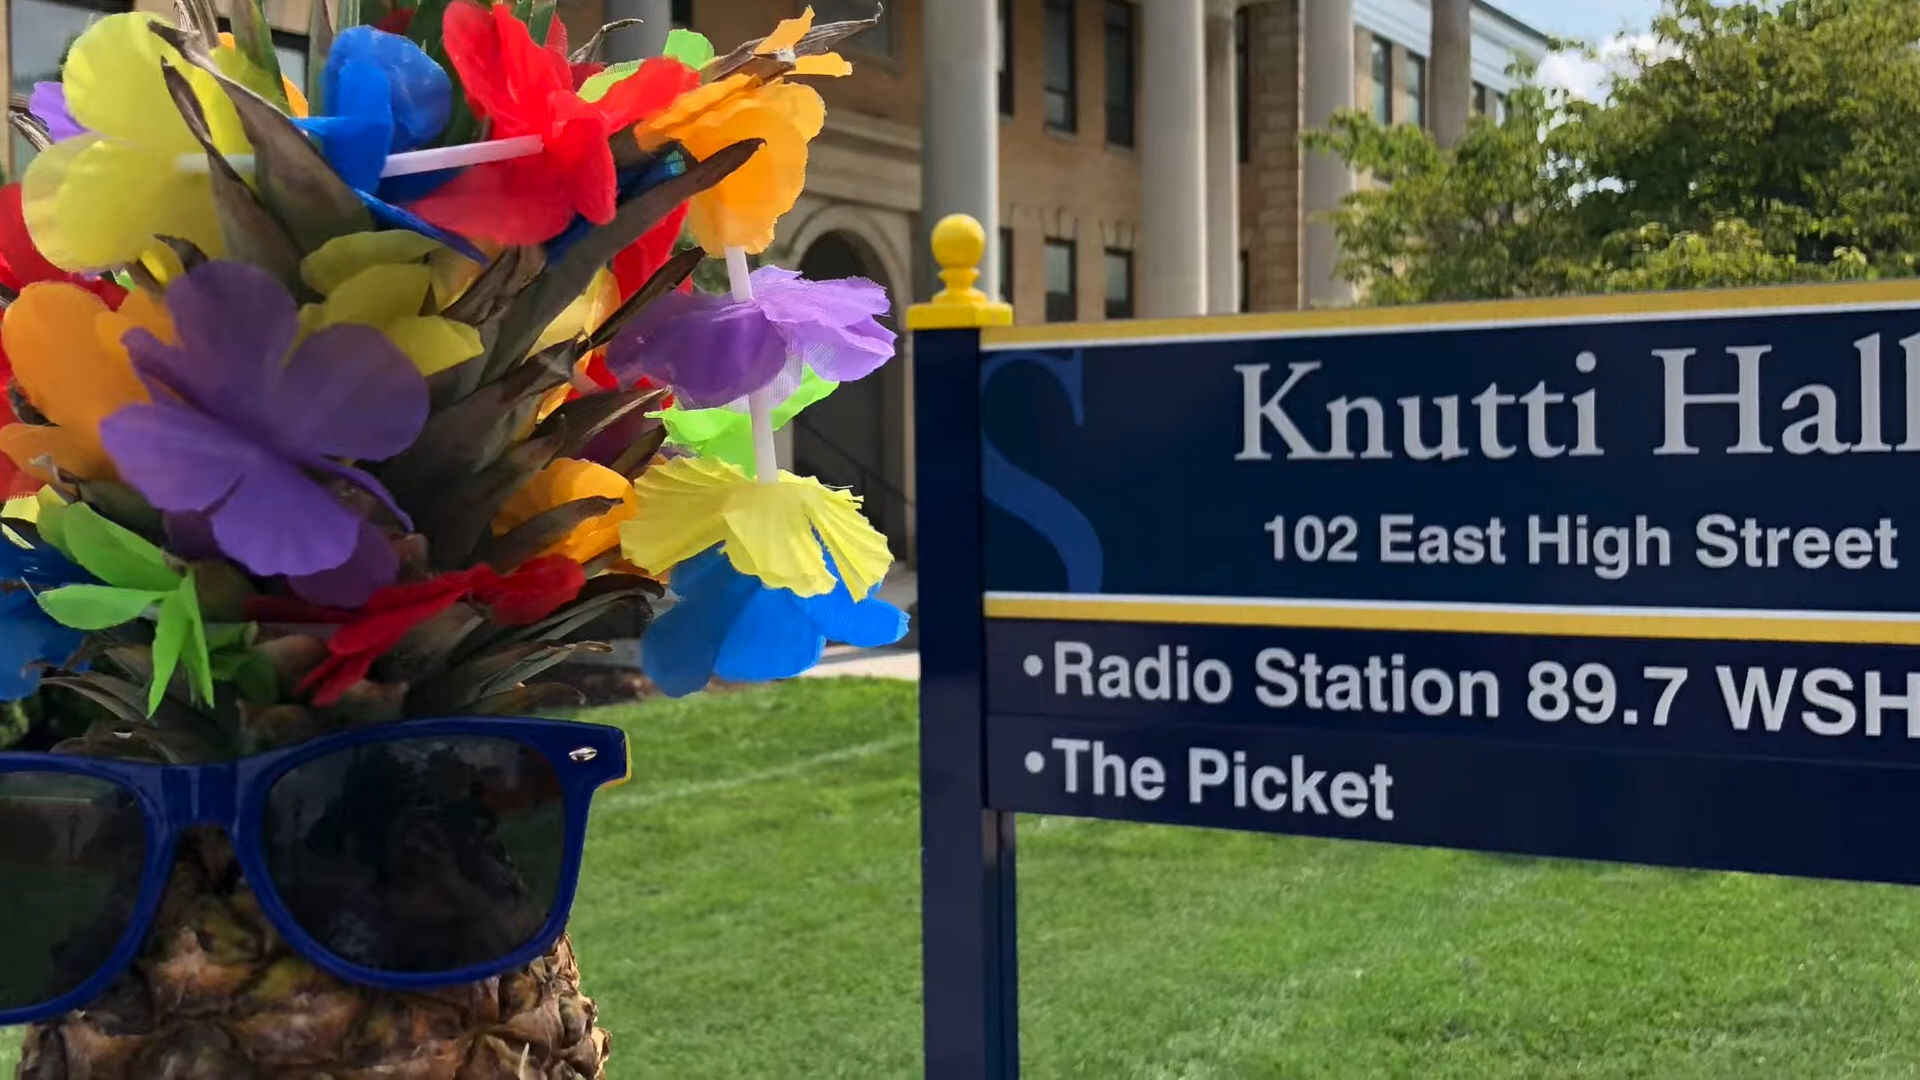 S
Knutti Hall
102 East High Street
•Radio Station 89.7 WSH
•The Picket